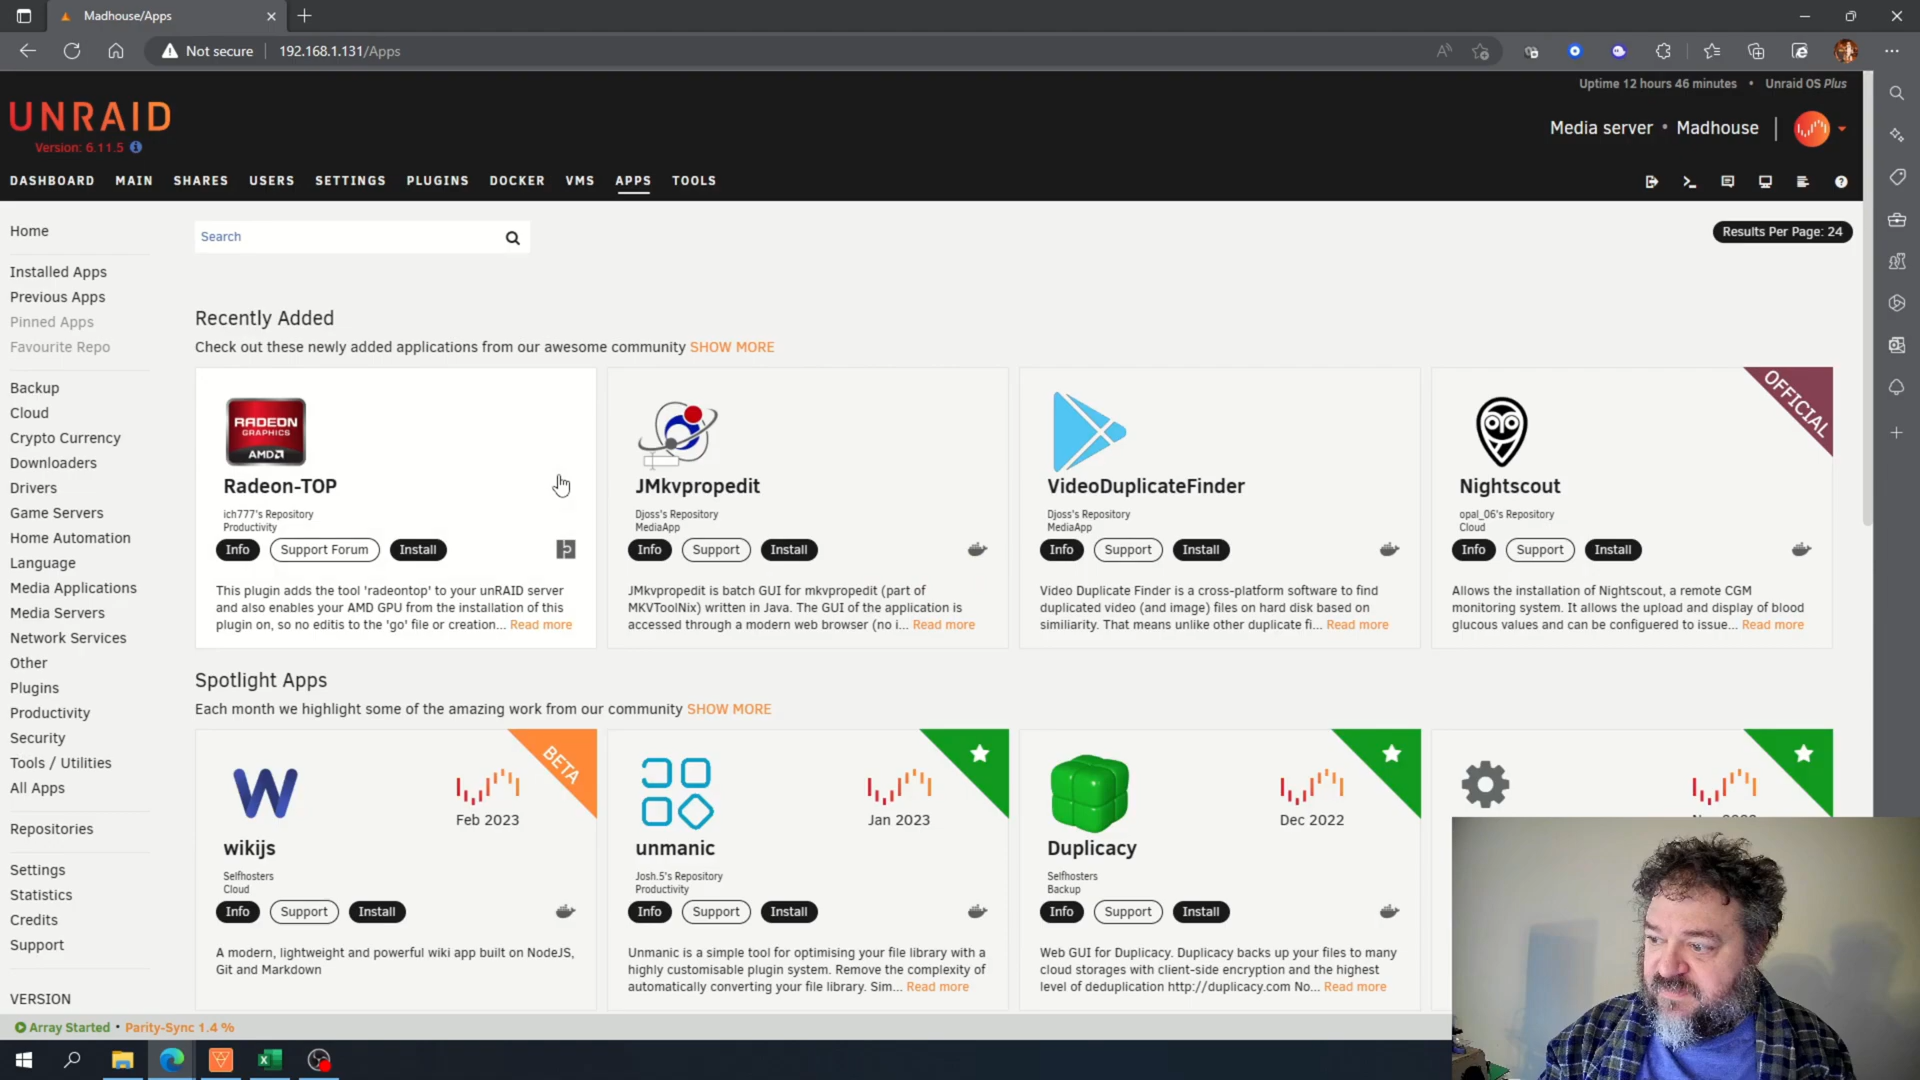 Madhouse/Apps
Not secure
192.168.1.131/Apps
Uptime 12 hours 46 minutes • Unraid OS Plus
UNRAID
Version: 6.11.5
Media server • Madhouse
DASHBOARD MAIN SHARES USERS SETTINGS PLUGINS DOCKER VMS APPS TOOLS
Home
Installed Apps
Previous Apps
Pinned Apps
Favourite Repo
Backup
Cloud
Crypto Currency
Downloaders
Drivers
Game Servers
Home Automation
Language
Media Applications
Media Servers
Network Services
Other
Plugins
Productivity
Security
Tools / Utilities
All Apps
Repositories
Settings
Statistics
Credits
Support
VERSION
Search
Results Per Page: 24
Recently Added
Check out these newly added applications from our awesome community SHOW MORE
RADEON
GRAPHICS
AMD
Radeon-TOP
ich777's Repository
Productivity
Info Support Forum Install
This plugin adds the tool 'radeontop' to your unRAID server
and also enables your AMD GPU from the installation of this
plugin on, so no editis to the 'go' file or creation... Read more
JMkvpropedit
Djoss's Repository
MediaApp
Info Support Install
JMkvpropedit is batch GUI for mkvpropedit (part of
MKVToolNix) written in Java. The GUI of the application is
accessed through a modern web browser (no i... Read more
VideoDuplicateFinder
Djoss's Repository
MediaApp
Info Support Install
Video Duplicate Finder is a cross-platform software to find
duplicated video (and image) files on hard disk based on
similiarity. That means unlike other duplicate fi... Read more
OFFICIAL
Nightscout
opal_06's Repository
Cloud
Info Support Install
Allows the installation of Nightscout, a remote CGM
monitoring system. It allows the upload and display of blood
glucous values and can be configuered to issue... Read more
Spotlight Apps
Each month we highlight some of the amazing work from our community SHOW MORE
BETA
Feb 2023
wikijs
Selfhosters
Cloud
Info Support Install
A modern, lightweight and powerful wiki app built on NodeJS,
Git and Markdown
Jan 2023
unmanic
Josh.5's Repository
Productivity
Info Support Install
Unmanic is a simple tool for optimising your file library with a
highly customisable plugin system. Remove the complexity of
automatically converting your file library. Sim... Read more
Dec 2022
Duplicacy
Selfhosters
Backup
Info Support Install
Web GUI for Duplicacy. Duplicacy backs up your files to many
cloud storages with client-side encryption and the highest
level of deduplication http://duplicacy.com No... Read more
Array Started • Parity-Sync 1.4 %